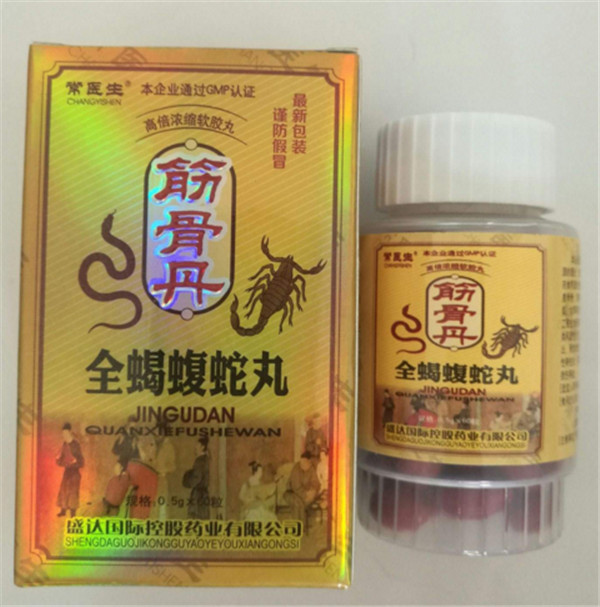 常医生®
CHANGYISHEN
本企业通过GMP认证
高倍浓缩软胶丸
最新包装
谨防假冒
筋骨丹
全蝎蝮蛇丸
JINGUDAN
QUANXIEFUSHEWAN
规格:0.5g×60粒
盛达国际控股药业有限公司
SHENGDAGUOJIKONGGUYAOYEYOUXIANGONGSI
常医生
CHANGYISHEN
本企业通过GMP认证
高倍浓缩软胶丸
筋骨丹
全蝎蝮蛇丸
JINGUDAN
QUANXIEFUSHEWAN
盛达国际控股药业有限公司
SHENGDAGUOJIKONGGUYAOYEYOUXIANGONGSI